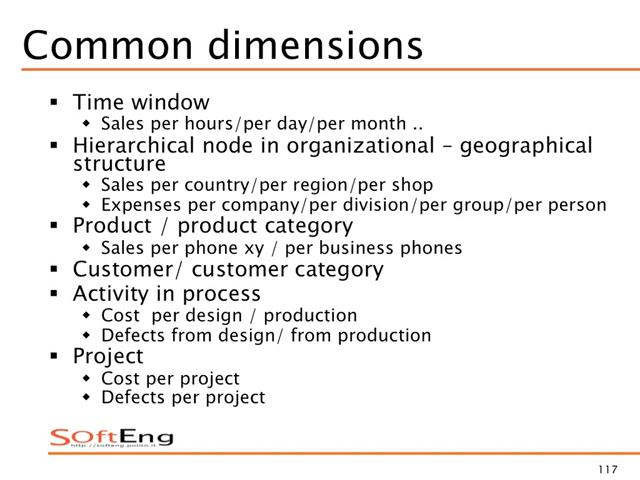 Common dimensions
▪ Time window
◆ Sales per hours/per day/per month ..
▪ Hierarchical node in organizational – geographical
structure
◆ Sales per country/per region/per shop
◆ Expenses per company/per division/per group/per person
▪ Product / product category
◆ Sales per phone xy / per business phones
▪ Customer/ customer category
▪ Activity in process
◆ Cost  per design / production
◆ Defects from design/ from production
▪ Project
◆ Cost per project
◆ Defects per project
SOftEng
http://softeng.polito.it
117